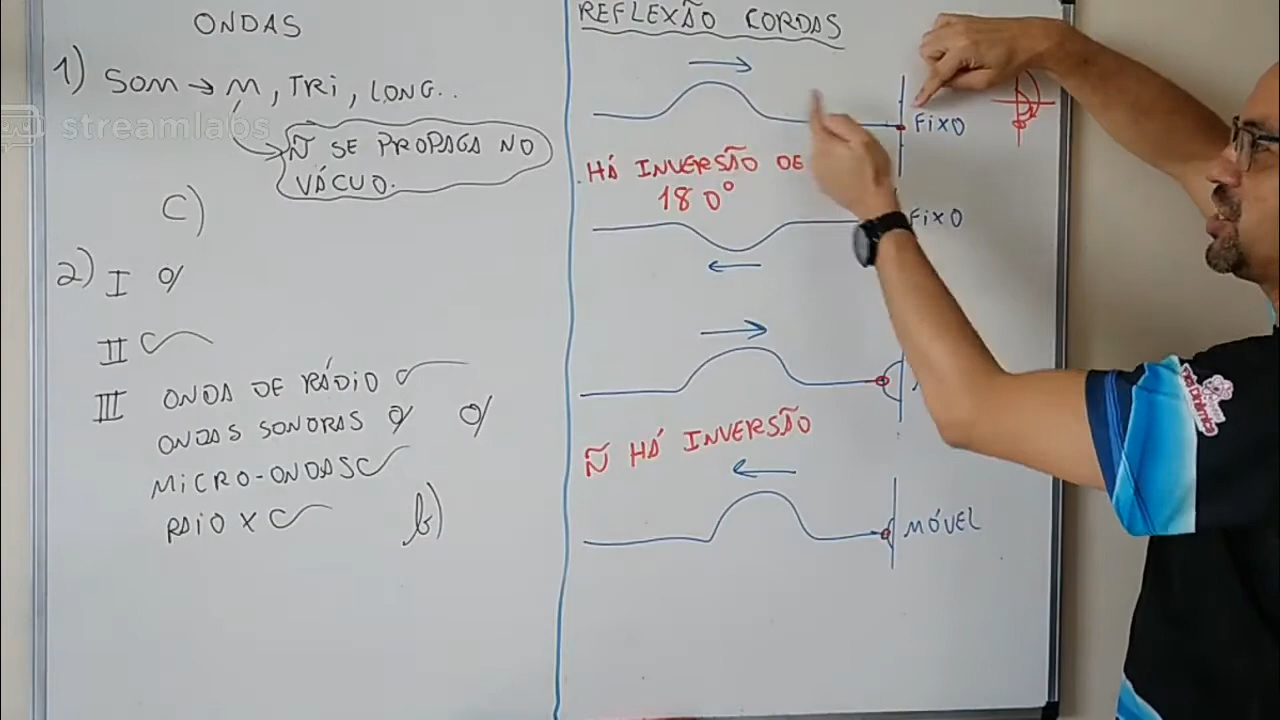 ONDAS
1) SOM → M, TRI, LONG..
Ñ SE PROPAGA NO
VÁCUO.
C)
2) I
II
III ONDA DE RÁDIO
ONDAS SONORAS
MICRO-ONDAS
RAIO X
b)
REFLEXÃO CORDAS
FIXO
HÁ INVERSÃO DE
180°
FIXO
Ñ HÁ INVERSÃO
MÓVEL
streamlabs